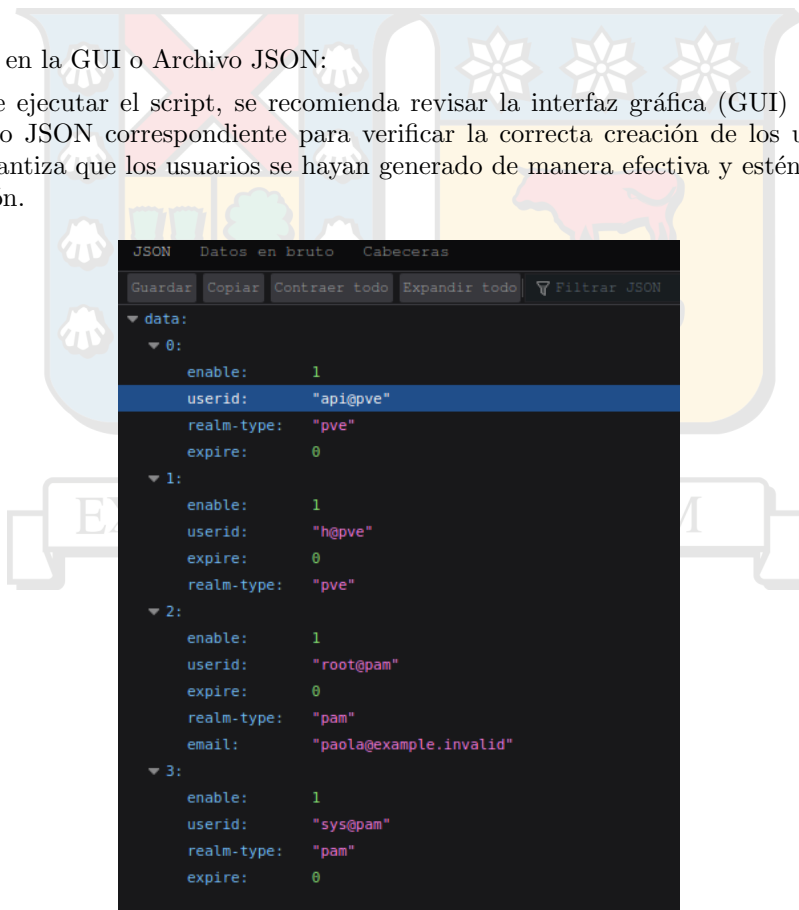 en la GUI o Archivo JSON:
ejecutar el script, se recomienda revisar la interfaz gráfica (GUI)
JSON correspondiente para verificar la correcta creación de los
que los usuarios se hayan generado de manera efectiva y estén
JSON Datos en bruto Cabeceras
Guardar Copiar Contraer todo Expandir todo Filtrar JSON
data:
0:
enable: 1
userid: "api@pve"
realm-type: "pve"
expire: 0
1:
enable: 1
userid: "h@pve"
expire: 0
realm-type: "pve"
2:
enable: 1
userid: "root@pam"
expire: 0
realm-type: "pam"
email: "paola@example.invalid"
3:
enable: 1
userid: "sys@pam"
realm-type: "pam"
expire: 0